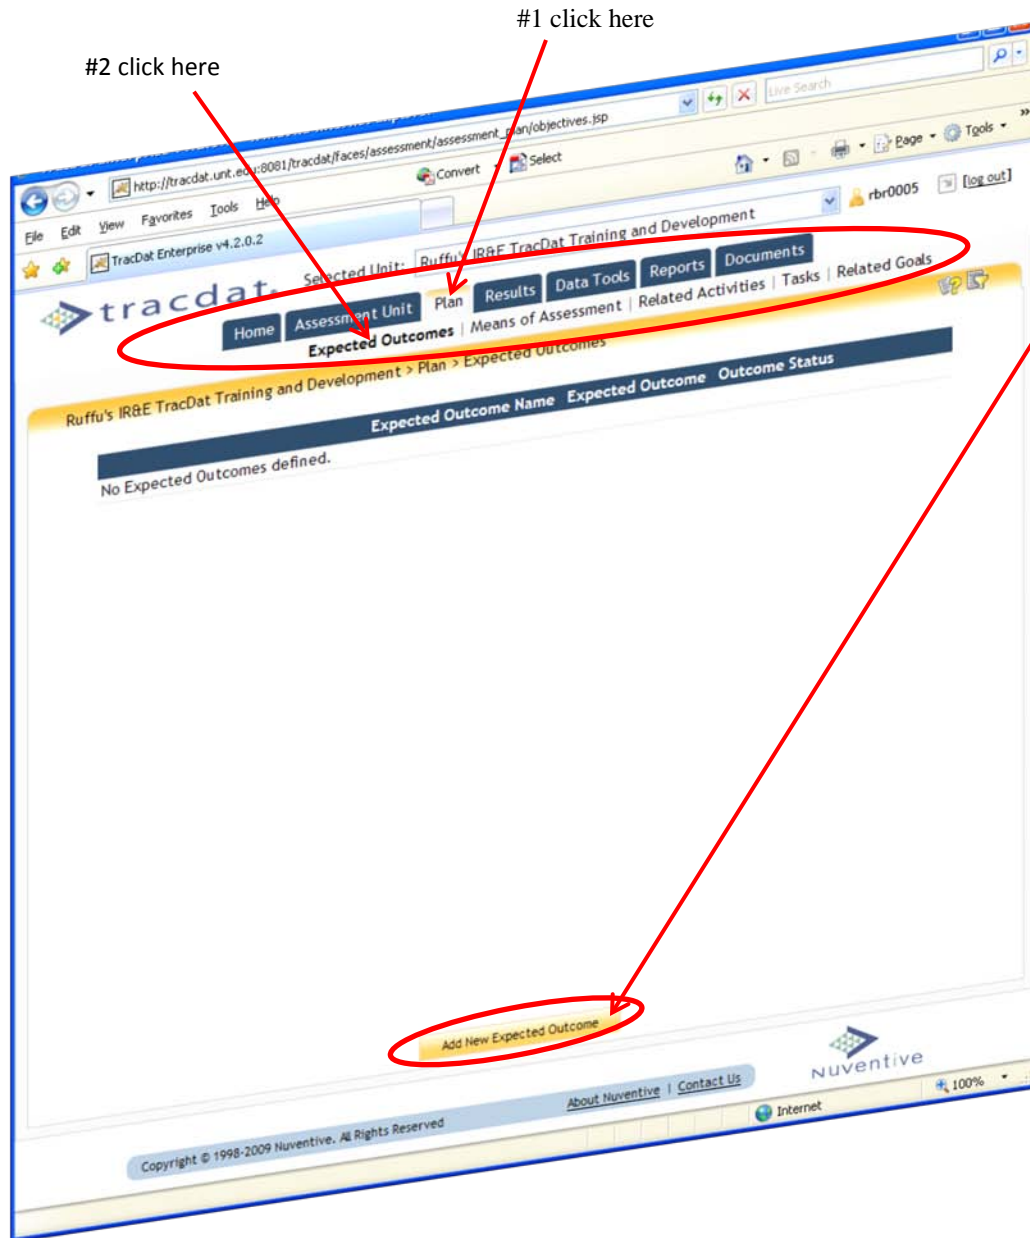 #1 click here
#2 click here
Live Search
http://tracdat.unt.edu:8081/tracdat/faces/assessment/assessment_plan/objectives.jsp
File Edit View Favorites Tools Help
Convert Select
TracDat Enterprise v4.2.0.2
Page Tools
tracdat.
Selected Unit: Ruffu's IR&E TracDat Training and Development
rbr0005 [log out]
Home Assessment Unit Plan Results Data Tools Reports Documents
Expected Outcomes | Means of Assessment | Related Activities | Tasks | Related Goals
Ruffu's IR&E TracDat Training and Development > Plan > Expected Outcomes
Expected Outcome Name Expected Outcome Outcome Status
No Expected Outcomes defined.
Add New Expected Outcome
Nuventive
Copyright © 1998-2009 Nuventive. All Rights Reserved
About Nuventive | Contact Us
Internet
100%